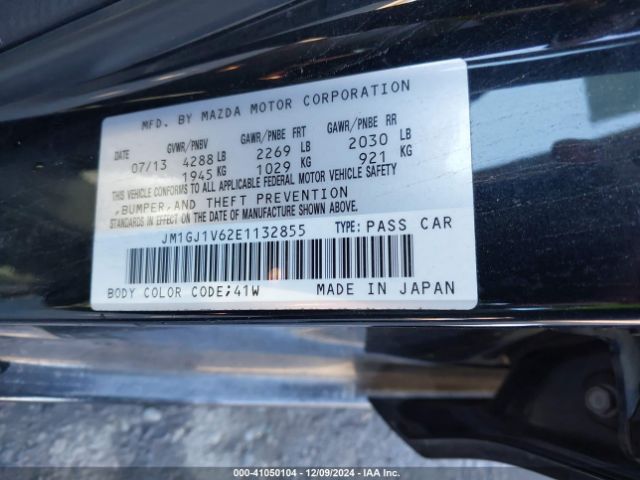 MFD. BY MAZDA MOTOR CORPORATION
DATE GVWR/PNBV GAWR/PNBE FRT GAWR/PNBE RR
07/13 4288 LB 2269 LB 2030 LB
1945 KG 1029 KG 921 KG
THIS VEHICLE CONFORMS TO ALL APPLICABLE FEDERAL MOTOR VEHICLE SAFETY
,BUMPER,AND THEFT PREVENTION
STANDARDS IN EFFECT ON THE DATE OF MANUFACTURE SHOWN ABOVE.
JM1GJ1V62E1132855 TYPE: PASS CAR
BODY COLOR CODE;41W MADE IN JAPAN
000-41050104 - 12/09/2024 - IAA Inc.